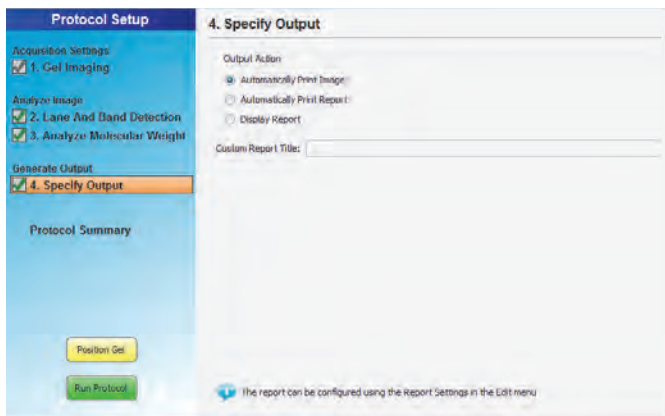 Protocol Setup
Acquisition Settings
1. Gel Imaging
Analyze Image
2. Lane And Band Detection
3. Analyze Molecular Weight
Generate Output
4. Specify Output
Protocol Summary
Position Gel
Run Protocol
4. Specify Output
Output Action
Automatically Print Image
Automatically Print Report
Display Report
Custom Report Title:
The report can be configured using the Report Settings in the Edit menu